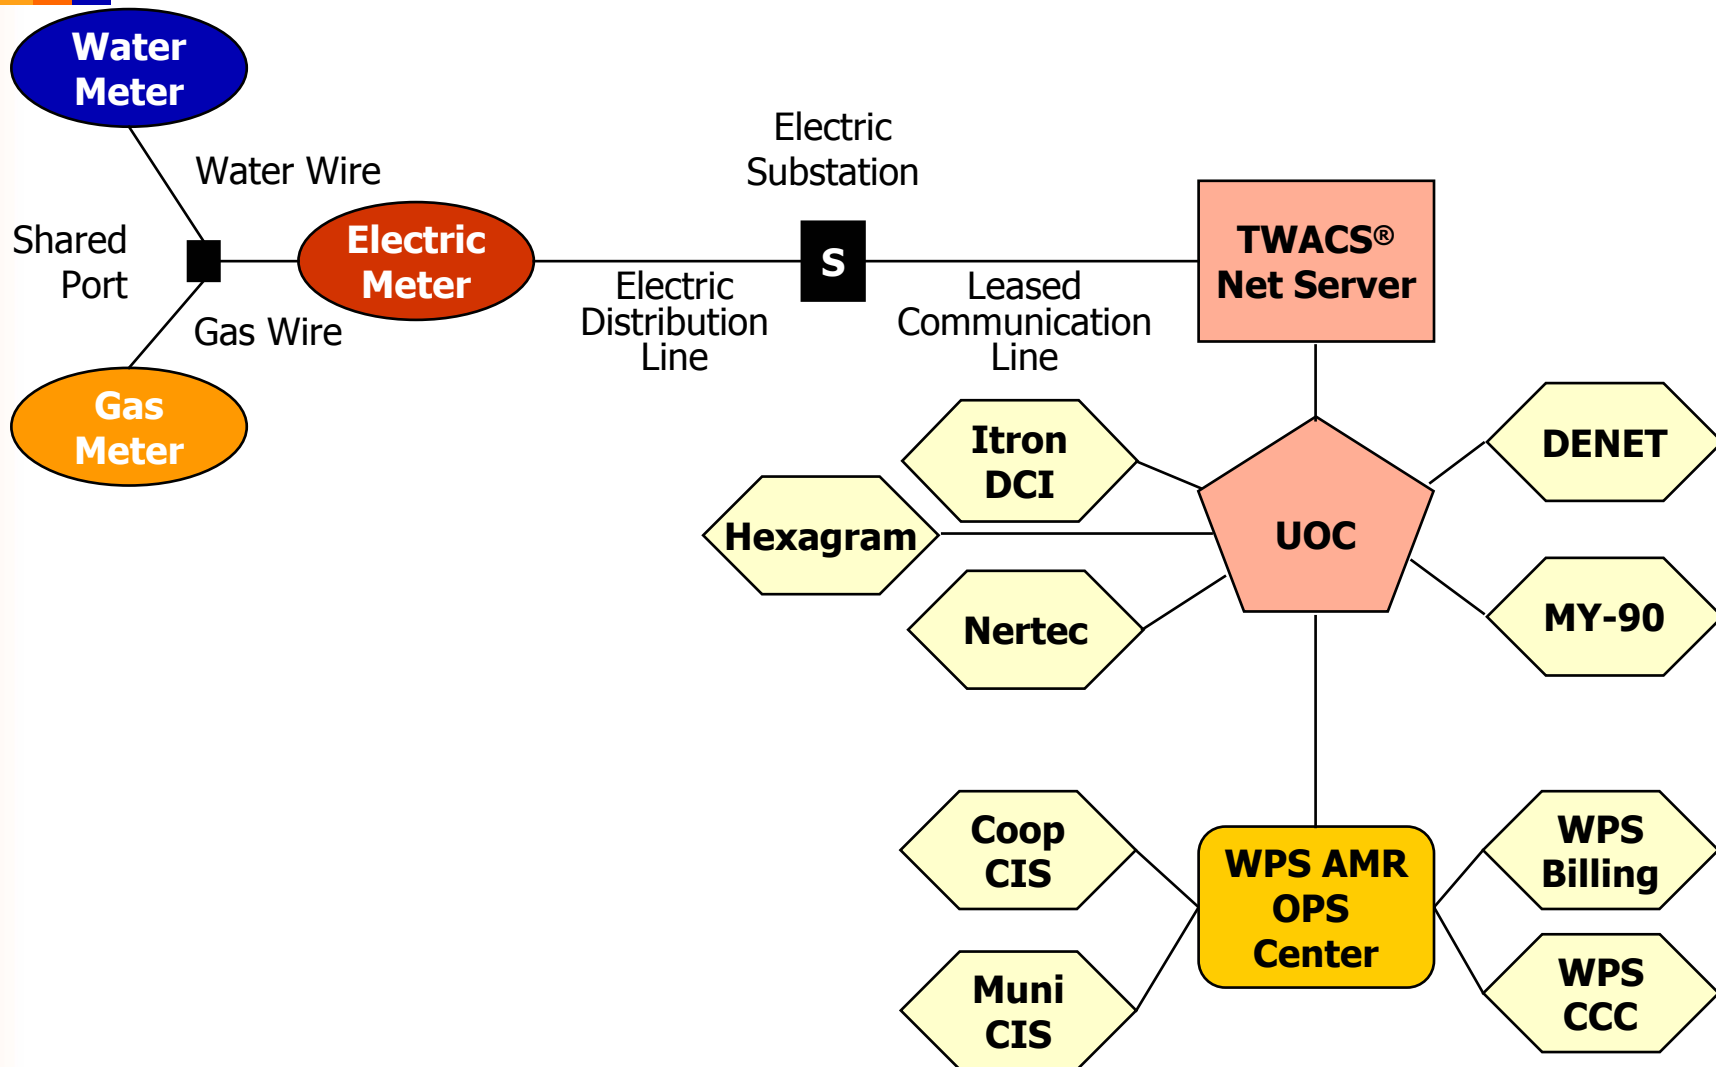 Water
Meter
Water Wire
Shared
Port
Electric
Meter
Gas Wire
Gas
Meter
Electric
Distribution
Line
Electric
Substation
S
Leased
Communication
Line
TWACS®
Net Server
Itron
DCI
Hexagram
Nertec
UOC
DENET
MY-90
Coop
CIS
Muni
CIS
WPS AMR
OPS
Center
WPS
Billing
WPS
CCC